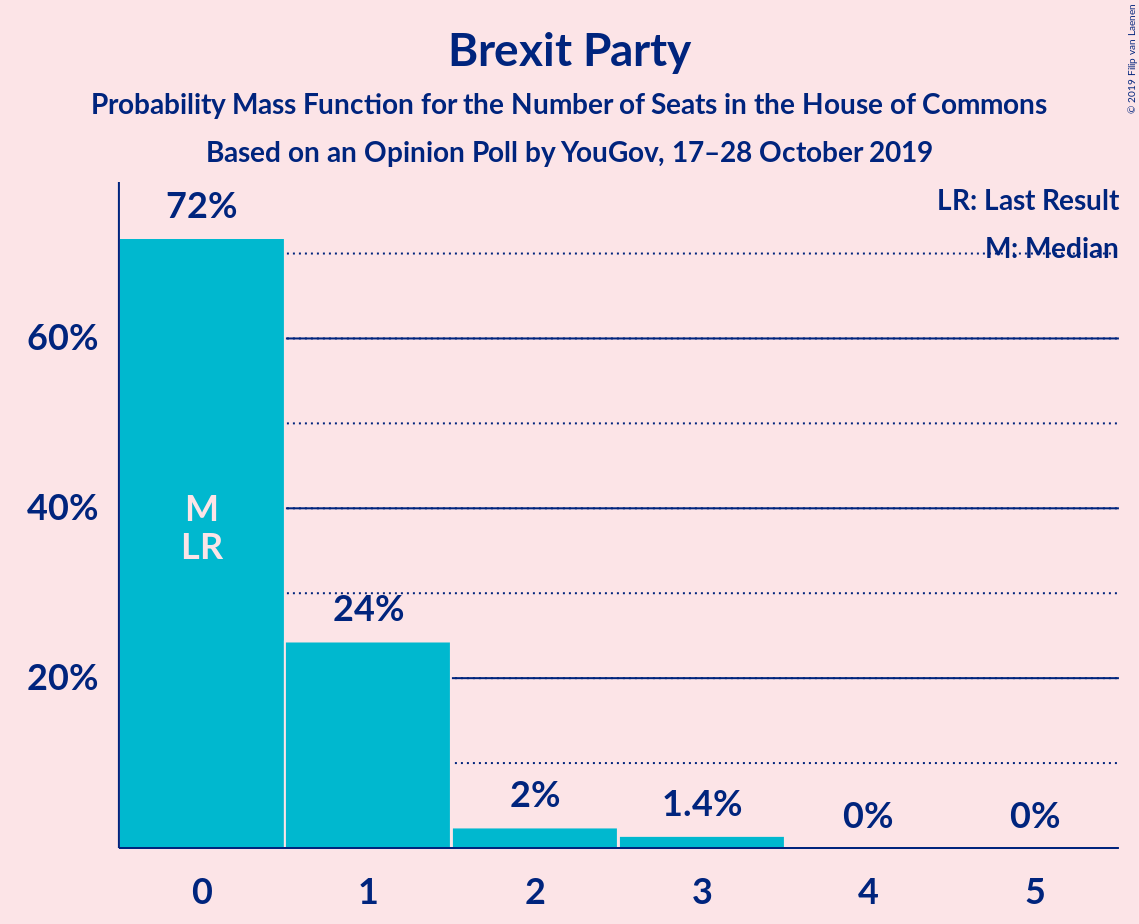 Brexit Party
Probability Mass Function for the Number of Seats in the House of Commons
Based on an Opinion Poll by YouGov, 17–28 October 2019
© 2019 Filip van Laenen
LR: Last Result
M: Median
72%
60%
40%
20%
M
LR
24%
2%
1.4%
0%
0%
0 1 2 3 4 5